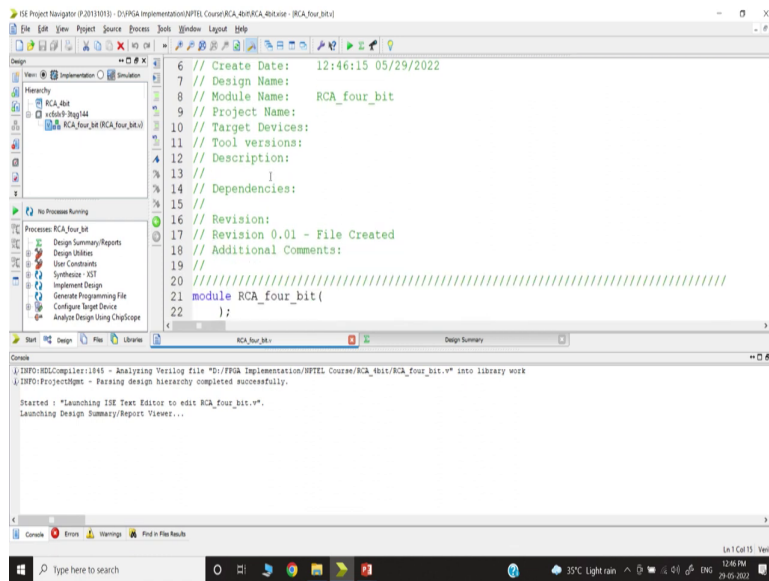 ISE Project Navigator (P.20131013) - D:\FPGA Implementation\NPTEL Course\RCA_4bit\RCA_4bit.xise - [RCA_four_bit.v]
File Edit View Project Source Process Tools Window Layout Help
Design
View: Implementation Simulation
Hierarchy
RCA_4bit
xc6slx9-3tqg144
RCA_four_bit (RCA_four_bit.v)
No Processes Running
Processes: RCA_four_bit
Design Summary/Reports
Design Utilities
User Constraints
Synthesize - XST
Implement Design
Generate Programming File
Configure Target Device
Analyze Design Using ChipScope
Start Design Files Libraries
6 // Create Date: 12:46:15 05/29/2022
7 // Design Name:
8 // Module Name: RCA_four_bit
9 // Project Name:
10 // Target Devices:
11 // Tool versions:
12 // Description:
13 //
14 // Dependencies:
15 //
16 // Revision:
17 // Revision 0.01 - File Created
18 // Additional Comments:
19 //
20 //////////////////////////////////////////////////////////////////////////////////
21 module RCA_four_bit(
22 );
RCA_four_bit.v Design Summary
Console
INFO:HDLCompiler:1845 - Analyzing Verilog file "D:/FPGA Implementation/NPTEL Course/RCA_4bit/RCA_four_bit.v" into library work
INFO:ProjectMgmt - Parsing design hierarchy completed successfully.
Started : "Launching ISE Text Editor to edit RCA_four_bit.v".
Launching Design Summary/Report Viewer...
Console Errors Warnings Find in Files Results
Ln 1 Col 15 Veri
Type here to search
35°C Light rain
ENG
12:46 PM
29-05-2022